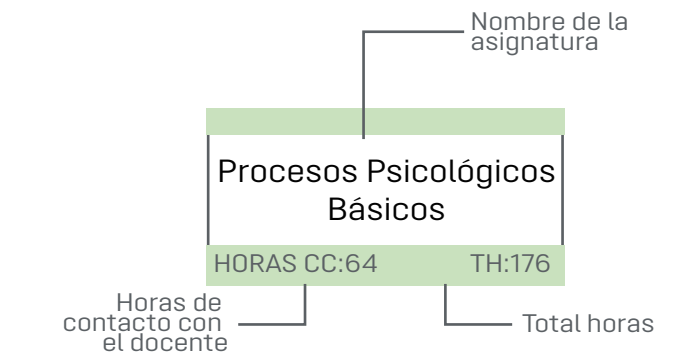 Nombre de la
asignatura
Procesos Psicológicos
Básicos
HORAS CC:64 TH:176
Horas de
contacto con
el docente
Total horas